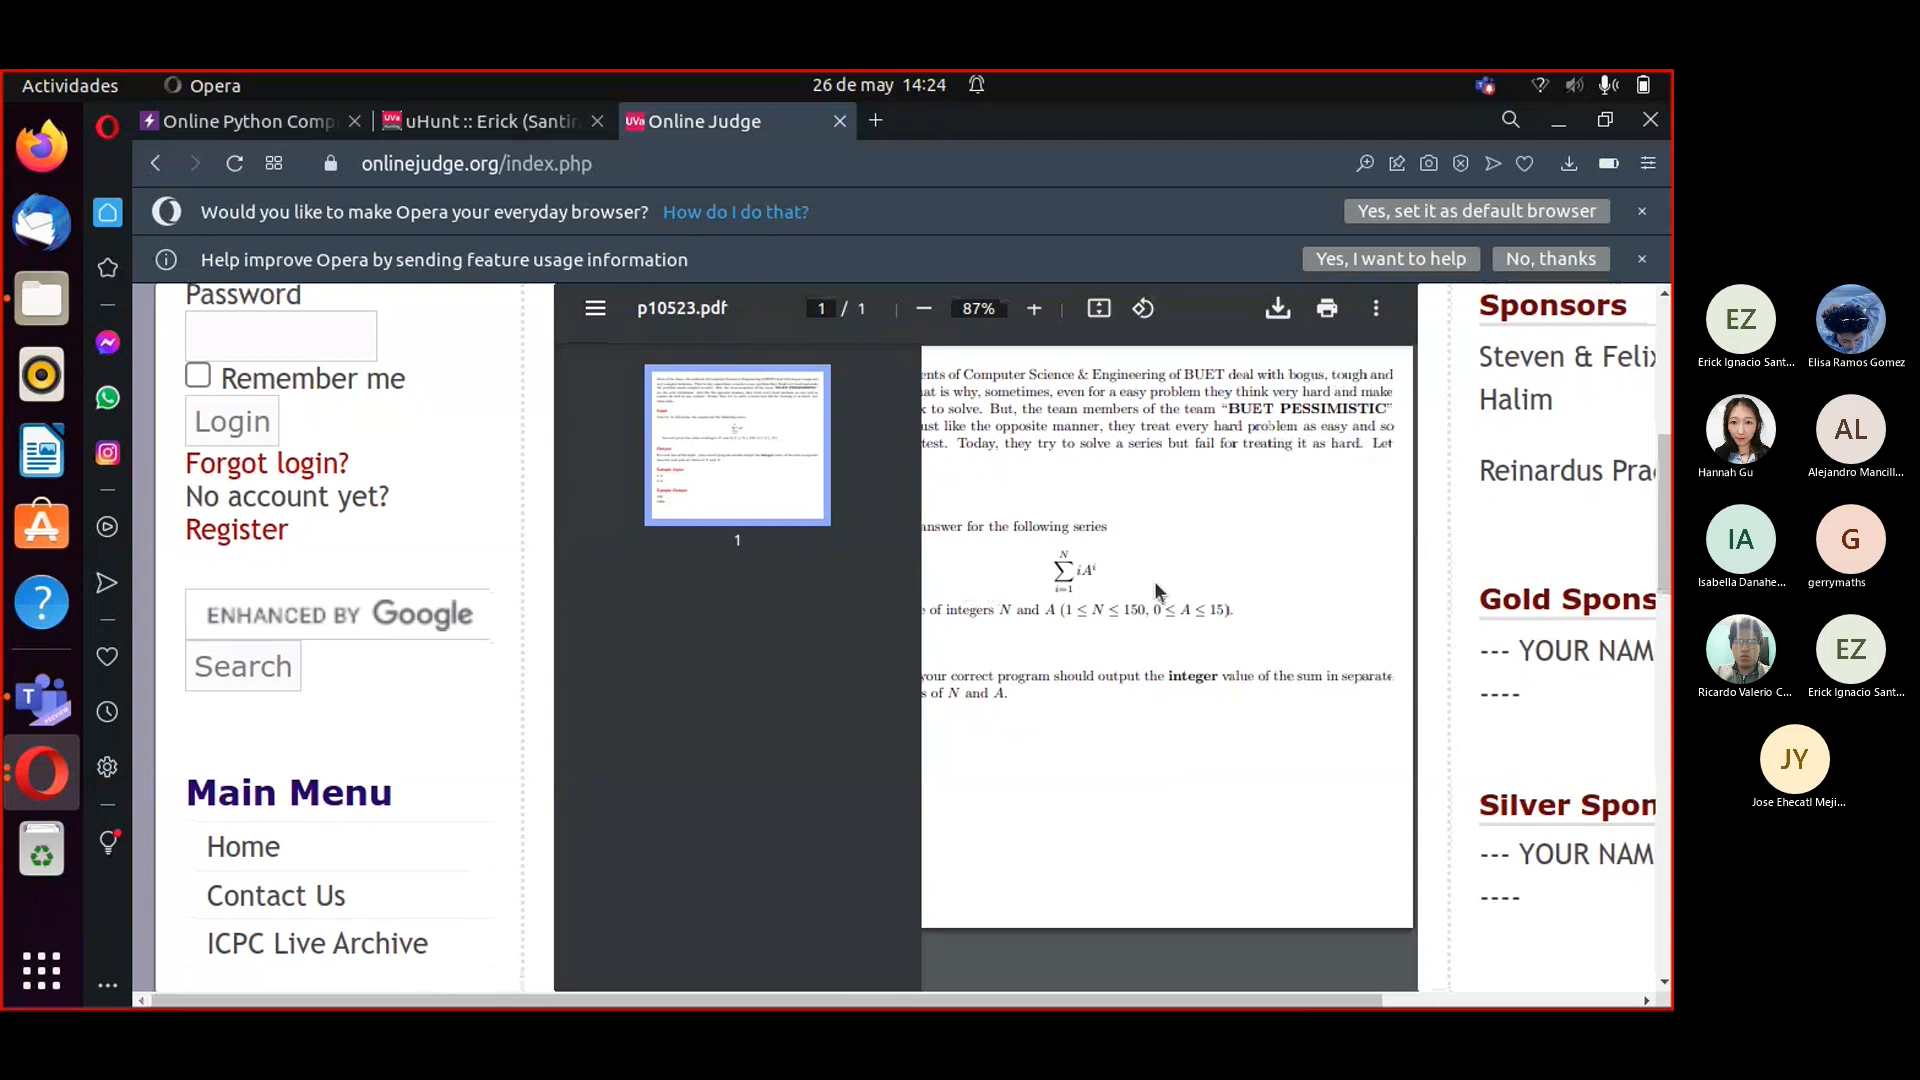 Actividades
Opera
26 de may 14:24
Online Python Comp
uHunt :: Erick (Santir
UVa
Online Judge
onlinejudge.org/index.php
Would you like to make Opera your everyday browser? How do I do that?
Yes, set it as default browser
Help improve Opera by sending feature usage information
Yes, I want to help
No, thanks
Password
Remember me
Login
Forgot login?
No account yet?
Register
ENHANCED BY Google
Search
Main Menu
Home
Contact Us
ICPC Live Archive
p10523.pdf
1 / 1
87%
1
ents of Computer Science & Engineering of BUET deal with bogus, tough and
at is why, sometimes, even for a easy problem they think very hard and make
to solve. But, the team members of the team “BUET PESSIMISTIC”
ust like the opposite manner, they treat every hard problem as easy and so
test. Today, they try to solve a series but fail for treating it as hard. Let
answer for the following series
N
∑ iAⁱ
i=1
e of integers N and A (1 ≤ N ≤ 150, 0 ≤ A ≤ 15).
your correct program should output the integer value of the sum in separate
s of N and A.
Sponsors
Steven & Felix
Halim
Reinardus Pra
Gold Spons
--- YOUR NAM
----
Silver Spon
--- YOUR NAM
----
EZ
Erick Ignacio Sant...
Elisa Ramos Gomez
Hannah Gu
AL
Alejandro Mancill...
IA
Isabella Danahe...
G
gerrymaths
Ricardo Valerio C...
EZ
Erick Ignacio Sant...
JY
Jose Ehecatl Meji...